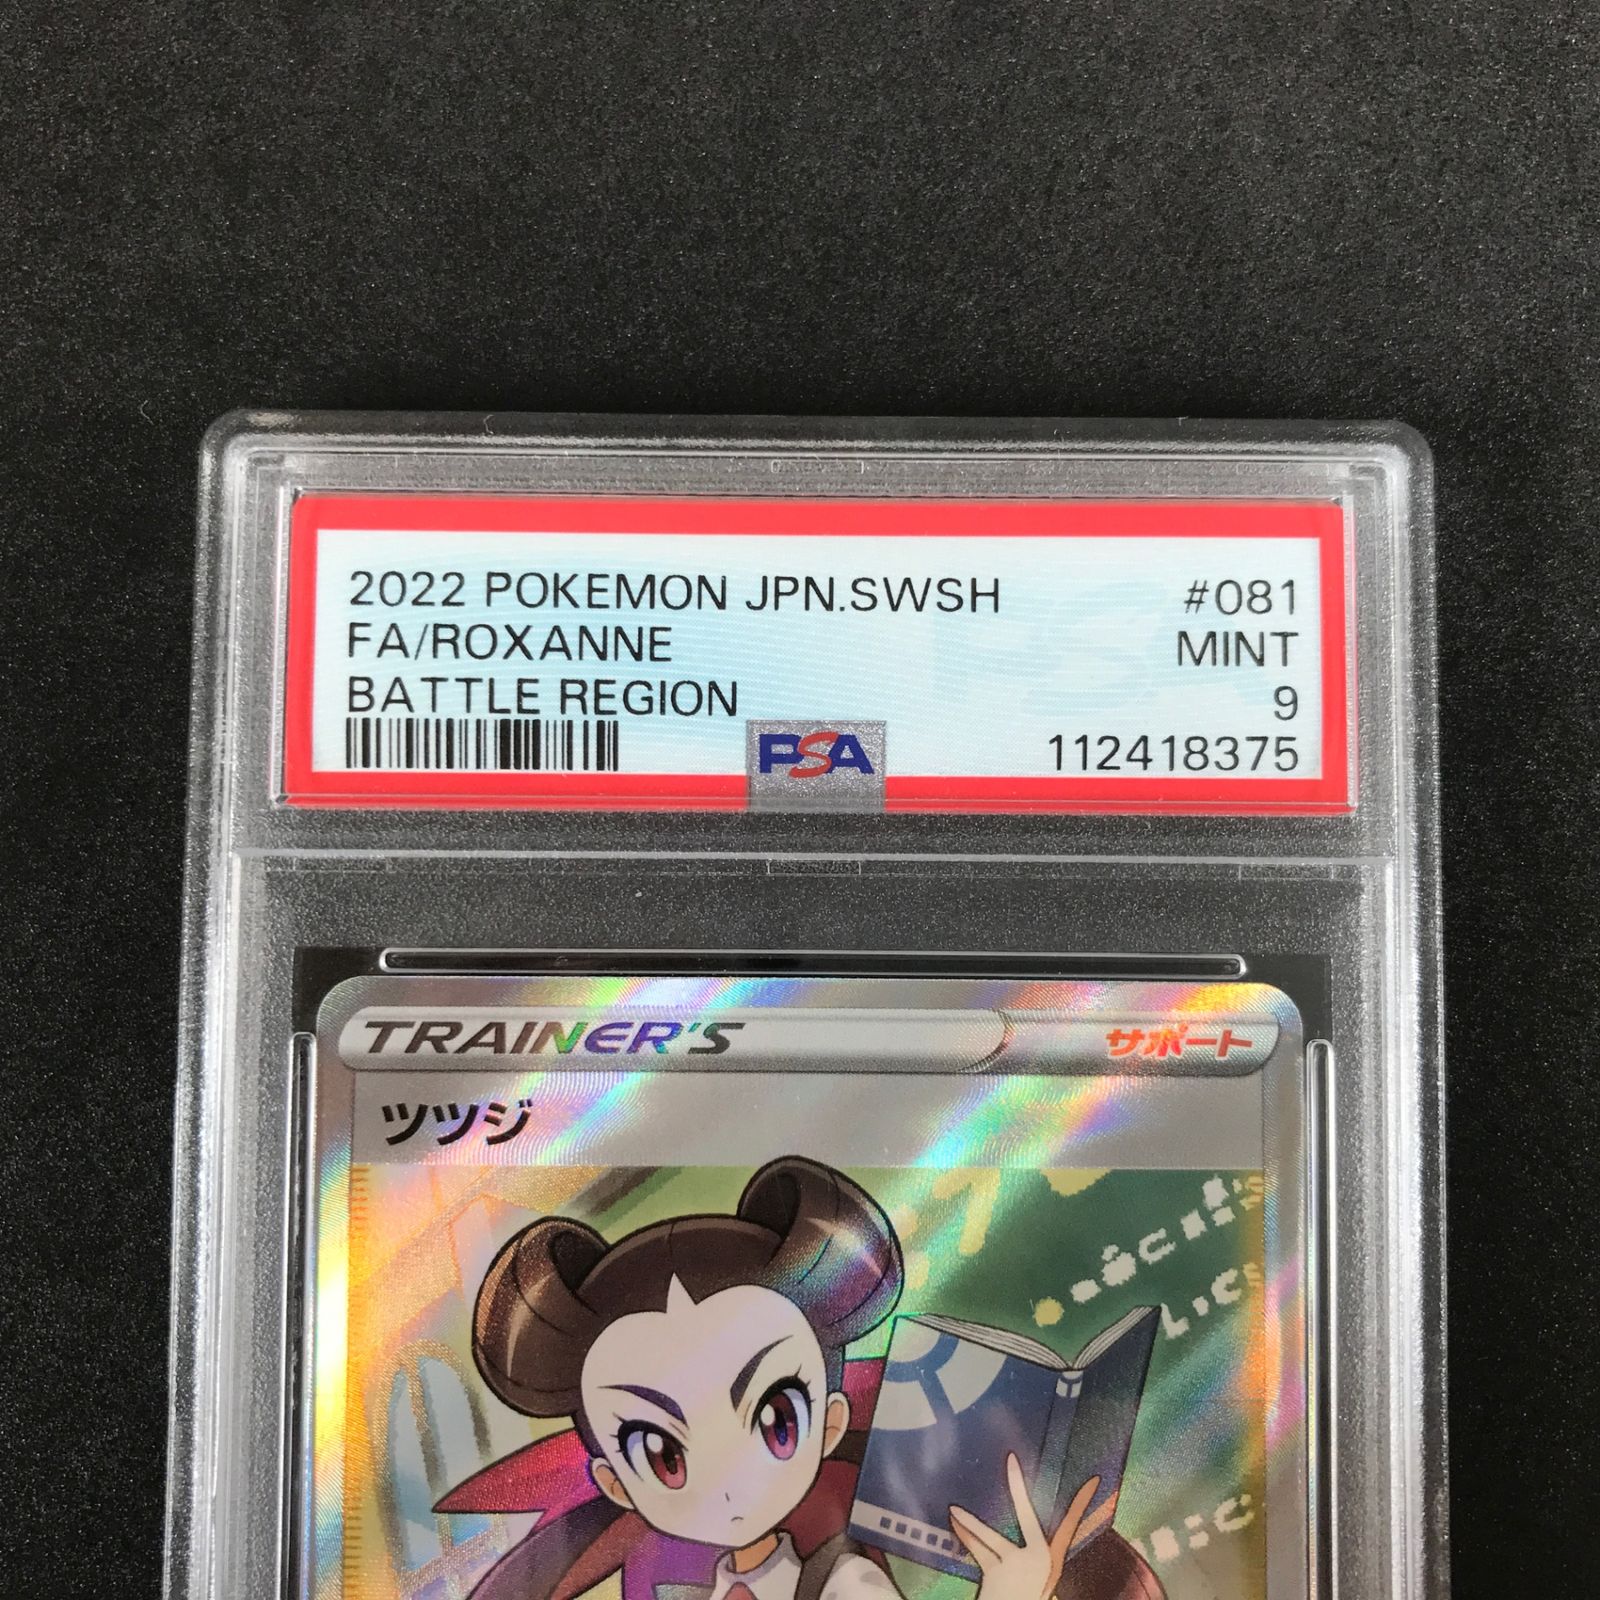 2022 POKEMON JPN.SWSH #081
FA/ROXANNE MINT
BATTLE REGION 9
PSA 112418375
TRAINER'S サポート
ツツジ